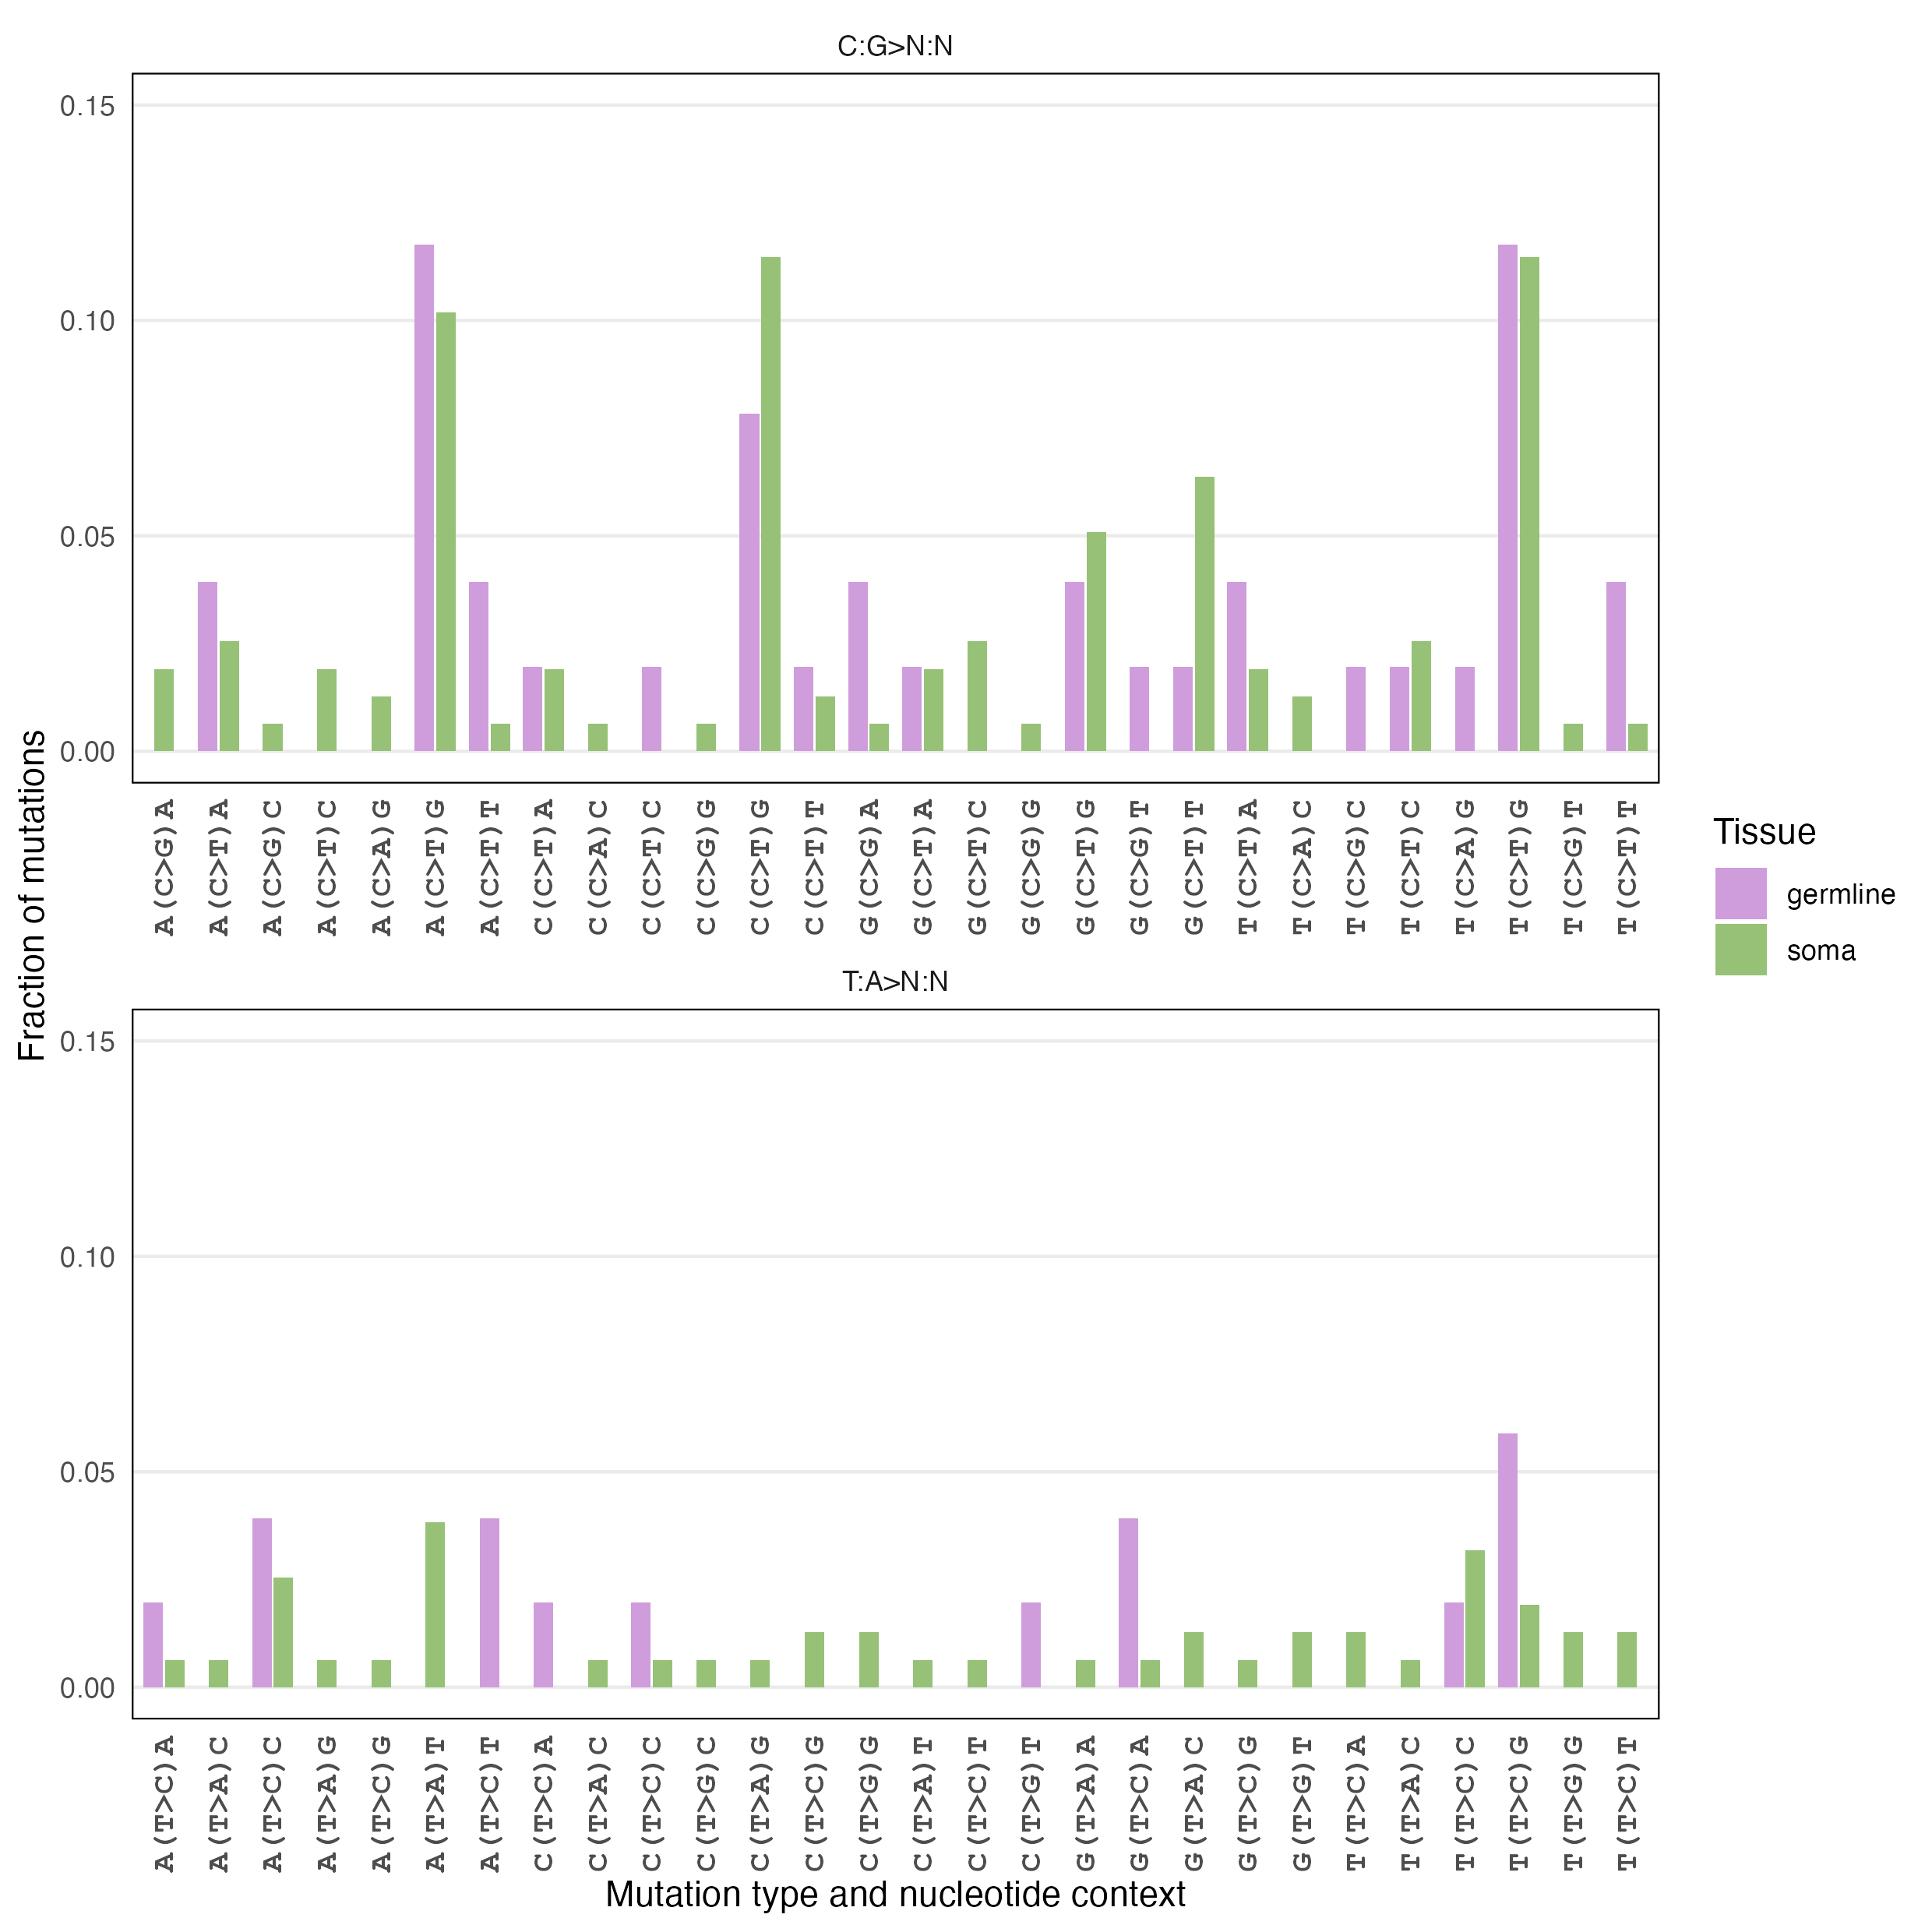 C:G>N:N
0.15
0.10
0.05
0.00
A(C>G)A
A(C>T)A
A(C>G)C
A(C>T)C
A(C>A)G
A(C>T)G
A(C>T)T
C(C>T)A
C(C>A)C
C(C>T)C
C(C>G)G
C(C>T)G
C(C>T)T
G(C>G)A
G(C>T)A
G(C>T)C
G(C>G)G
G(C>T)G
G(C>G)T
G(C>T)T
T(C>T)A
T(C>A)C
T(C>G)C
T(C>T)C
T(C>A)G
T(C>T)G
T(C>G)T
T(C>T)T
Fraction of mutations
Tissue
germline
soma
T:A>N:N
0.15
0.10
0.05
0.00
A(T>C)A
A(T>A)C
A(T>C)C
A(T>A)G
A(T>C)G
A(T>A)T
A(T>C)T
C(T>C)A
C(T>A)C
C(T>C)C
C(T>G)C
C(T>A)G
C(T>C)G
C(T>G)G
C(T>A)T
C(T>C)T
C(T>G)T
G(T>A)A
G(T>C)A
G(T>A)C
G(T>C)G
G(T>G)T
T(T>C)A
T(T>A)C
T(T>C)C
T(T>C)G
T(T>G)G
T(T>C)T
Mutation type and nucleotide context